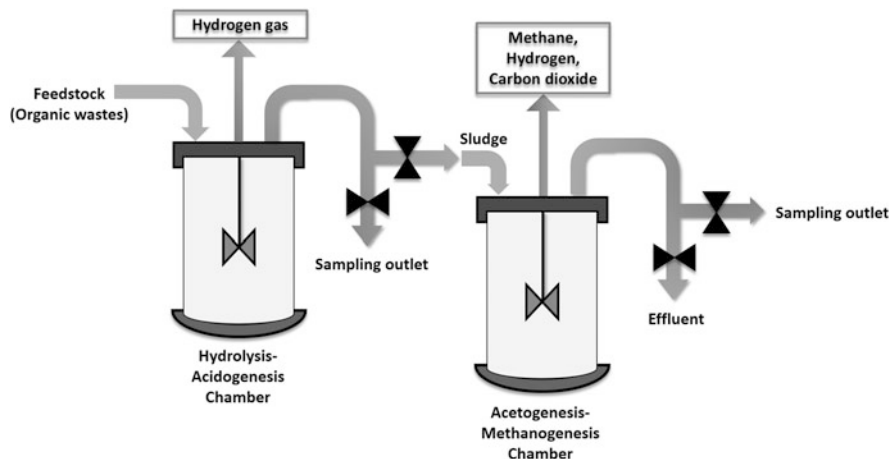 Hydrogen gas
Methane,
Hydrogen,
Carbon dioxide
Feedstock
(Organic wastes)
Sludge
Sampling outlet
Sampling outlet
Effluent
Hydrolysis-
Acidogenesis
Chamber
Acetogenesis-
Methanogenesis
Chamber